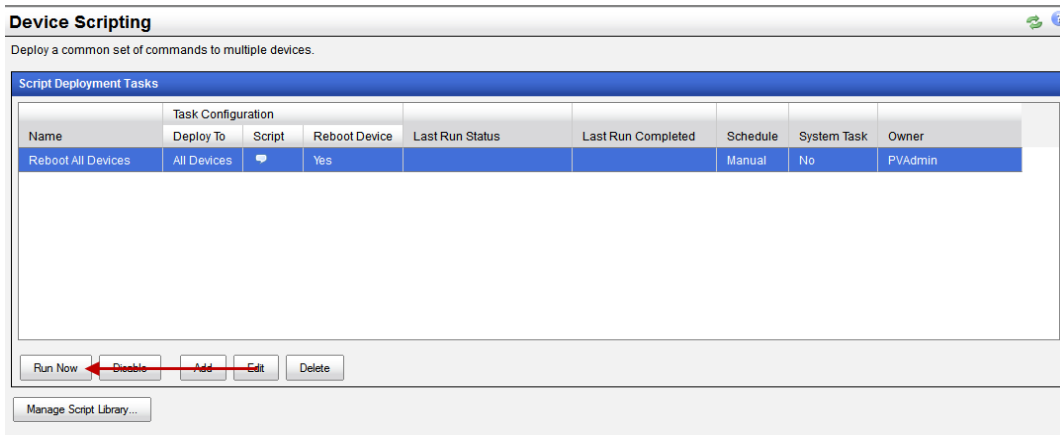 Device Scripting
Deploy a common set of commands to multiple devices.
Script Deployment Tasks
Task Configuration
Name Deploy To Script Reboot Device Last Run Status Last Run Completed Schedule System Task Owner
Reboot All Devices All Devices Yes Manual No PVAdmin
Run Now Disable Add Edit Delete
Manage Script Library...